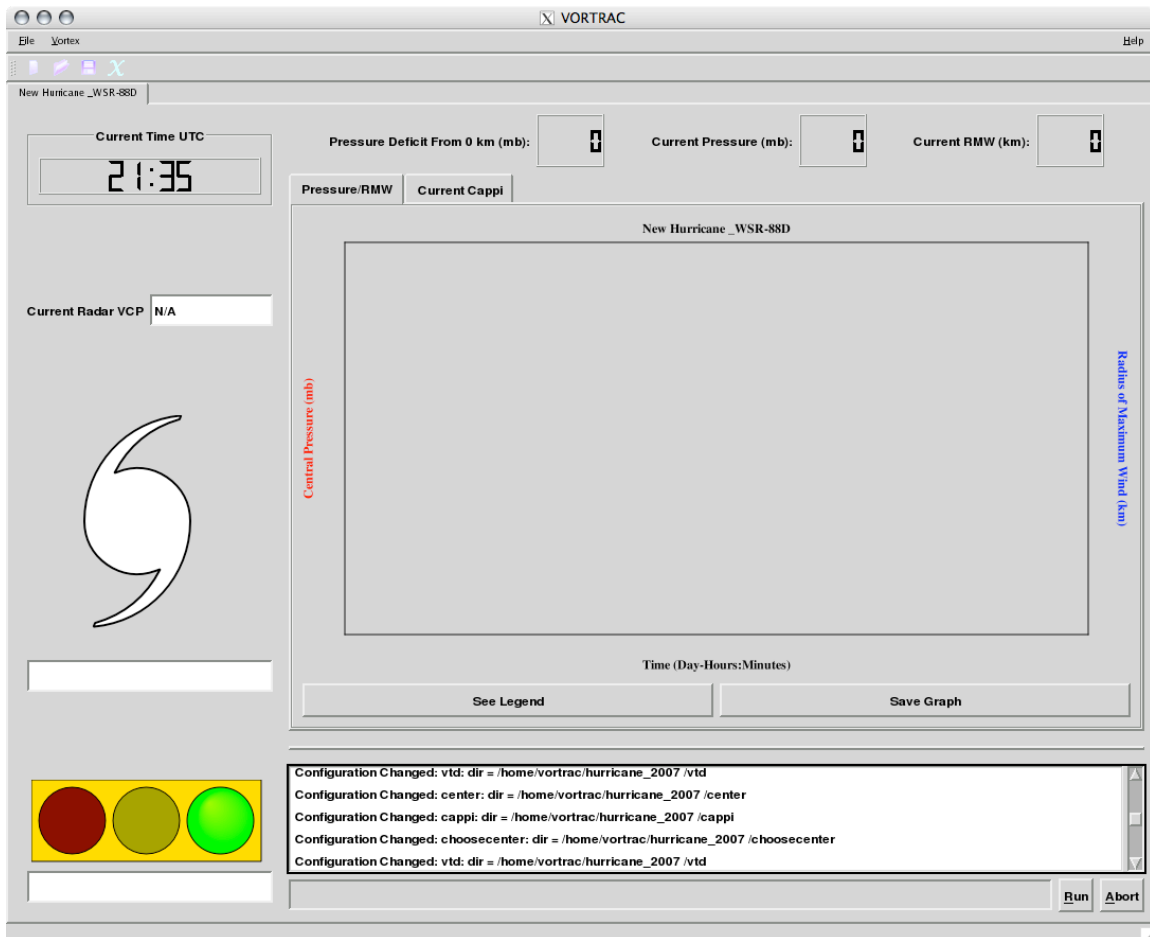 VORTRAC
File Vortex Help
New Hurricane _WSR-88D
Current Time UTC
21:35
Pressure Deficit From 0 km (mb): 0 Current Pressure (mb): 0 Current RMW (km): 0
Pressure/RMW Current Cappi
New Hurricane _WSR-88D
Current Radar VCP N/A
Central Pressure (mb)
Radius of Maximum Wind (km)
Time (Day-Hours:Minutes)
See Legend Save Graph
Configuration Changed: vtd: dir = /home/vortrac/hurricane_2007 /vtd
Configuration Changed: center: dir = /home/vortrac/hurricane_2007 /center
Configuration Changed: cappi: dir = /home/vortrac/hurricane_2007 /cappi
Configuration Changed: choosecenter: dir = /home/vortrac/hurricane_2007 /choosecenter
Configuration Changed: vtd: dir = /home/vortrac/hurricane_2007 /vtd
Run Abort